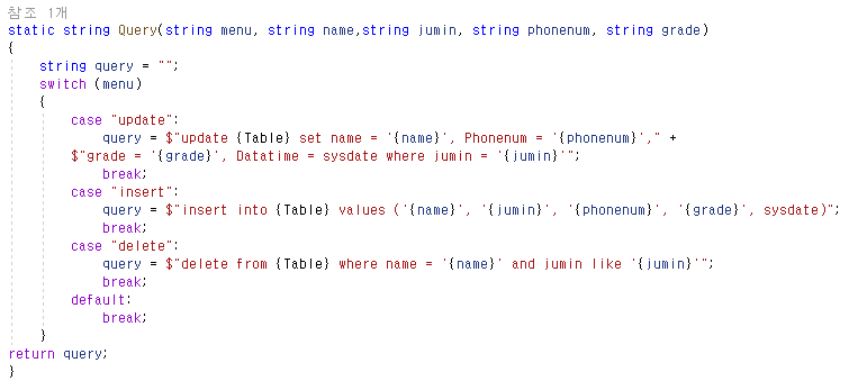 참조 1개
static string Query(string menu, string name,string jumin, string phonenum, string grade)
{
string query = "";
switch (menu)
{
case "update":
query = $"update {Table} set name = '{name}', Phonenum = '{phonenum}'," +
$"grade = '{grade}', Datatime = sysdate where jumin = '{jumin}'";
break;
case "insert":
query = $"insert into {Table} values ('{name}', '{jumin}', '{phonenum}', '{grade}', sysdate)";
break;
case "delete":
query = $"delete from {Table} where name = '{name}' and jumin like '{jumin}'";
break;
default:
break;
}
return query;
}